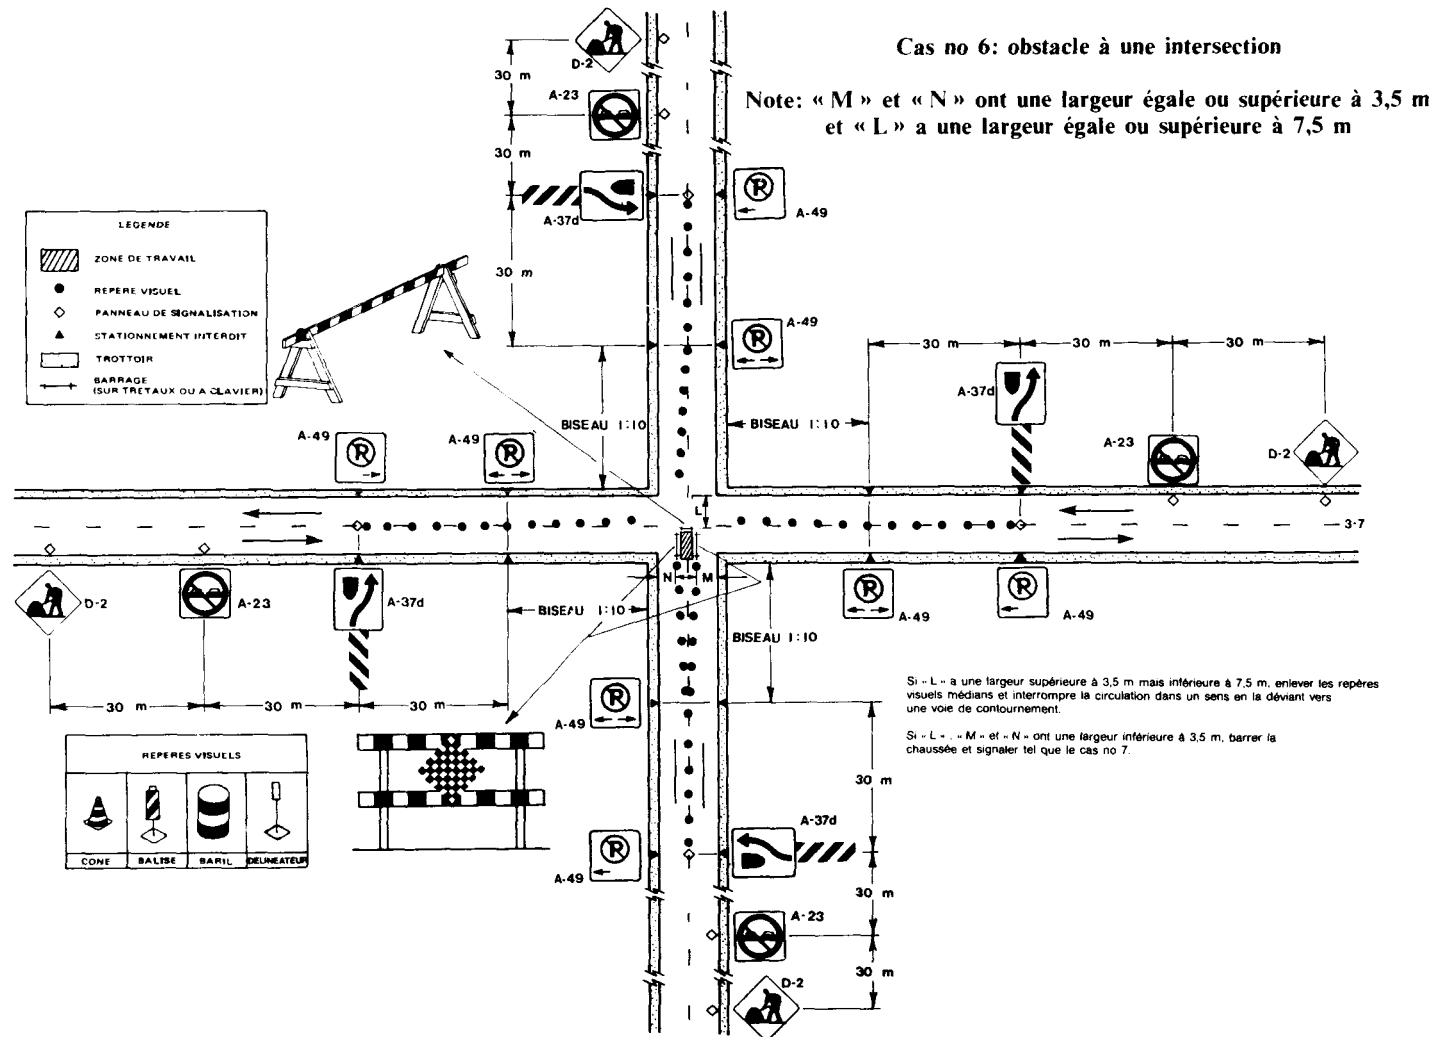 Cas no 6: obstacle à une intersection
Note: « M » et « N » ont une largeur égale ou supérieure à 3,5 m
et « L » a une largeur égale ou supérieure à 7,5 m
D-2
30 m
A-23
30 m
A-37d
A-49
30 m
A-49
BISEAU 1:10
LEGENDE
ZONE DE TRAVAIL
REPERE VISUEL
PANNEAU DE SIGNALISATION
STATIONNEMENT INTERDIT
TROTTOIR
BARRAGE
(SUR TRETAUX OU A CLAVIER)
A-49
A-49
BISEAU 1:10
30 m
30 m
30 m
A-37d
A-23
D-2
L
3-7
N
M
D-2
A-23
A-37d
BISEAU 1:10
A-49
A-49
BISEAU 1:10
30 m
30 m
30 m
A-49
Si « L » a une largeur supérieure à 3,5 m mais inférieure à 7,5 m, enlever les repères
visuels médians et interrompre la circulation dans un sens en la déviant vers
une voie de contournement.
Si « L », « M » et « N » ont une largeur inférieure à 3,5 m, barrer la
chaussée et signaler tel que le cas no 7.
REPERES VISUELS
CONE
BALISE
BARIL
DELINEATEUR
30 m
A-37d
A-49
30 m
A-23
30 m
D-2